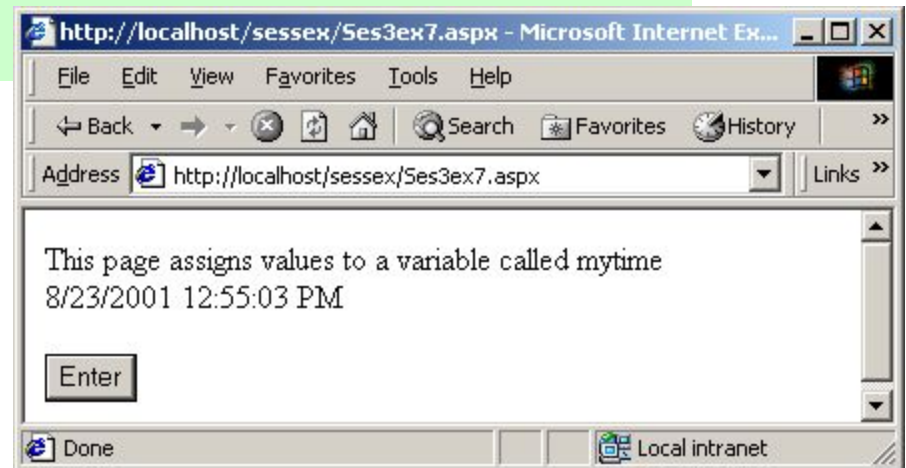 http://localhost/sessex/Ses3ex7.aspx - Microsoft Internet Ex...
File Edit View Favorites Tools Help
Back Search Favorites History »
Address http://localhost/sessex/Ses3ex7.aspx Links »
This page assigns values to a variable called mytime
8/23/2001 12:55:03 PM
Enter
Done Local intranet